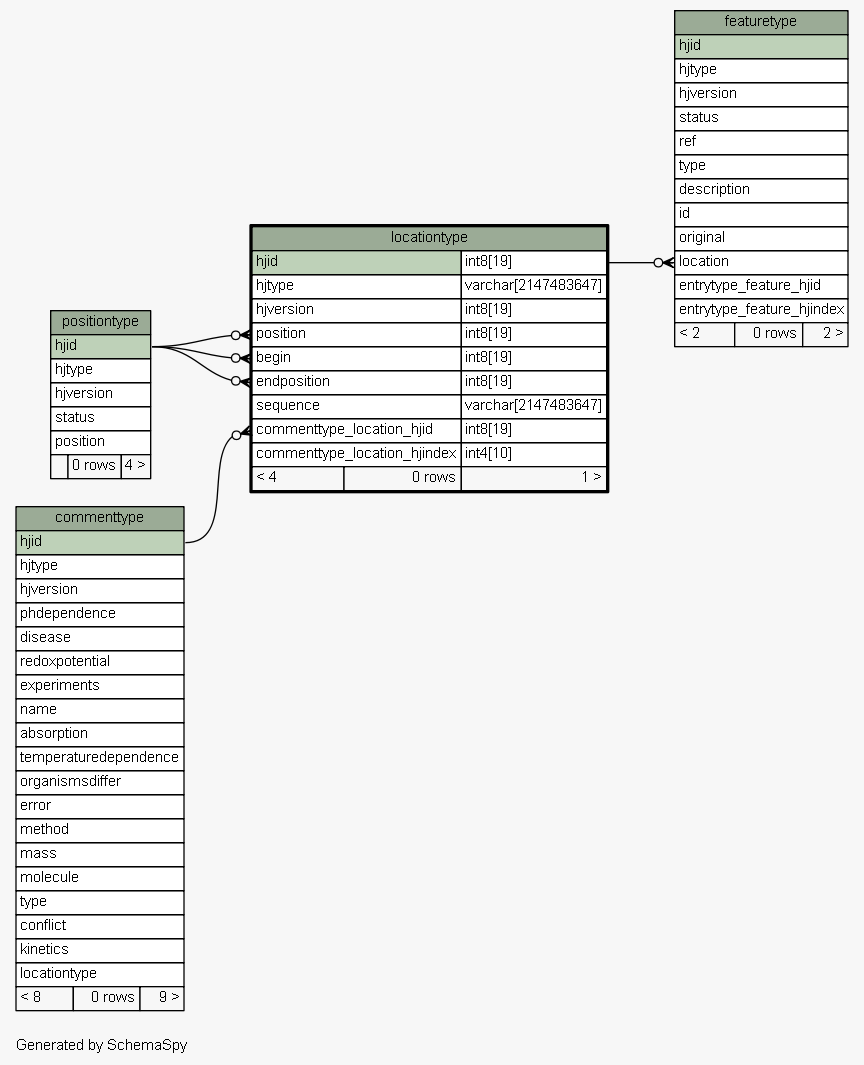 featuretype
hjid
hjtype
hjversion
status
ref
type
description
id
original
location
entrytype_feature_hjid
entrytype_feature_hjindex
< 2 0 rows 2 >
locationtype
hjid int8[19]
hjtype varchar[2147483647]
hjversion int8[19]
position int8[19]
begin int8[19]
endposition int8[19]
sequence varchar[2147483647]
commenttype_location_hjid int8[19]
commenttype_location_hjindex int4[10]
< 4 0 rows 1 >
positiontype
hjid
hjtype
hjversion
status
position
0 rows 4 >
commenttype
hjid
hjtype
hjversion
phdependence
disease
redoxpotential
experiments
name
absorption
temperaturedependence
organismsdiffer
error
method
mass
molecule
type
conflict
kinetics
locationtype
< 8 0 rows 9 >
Generated by SchemaSpy